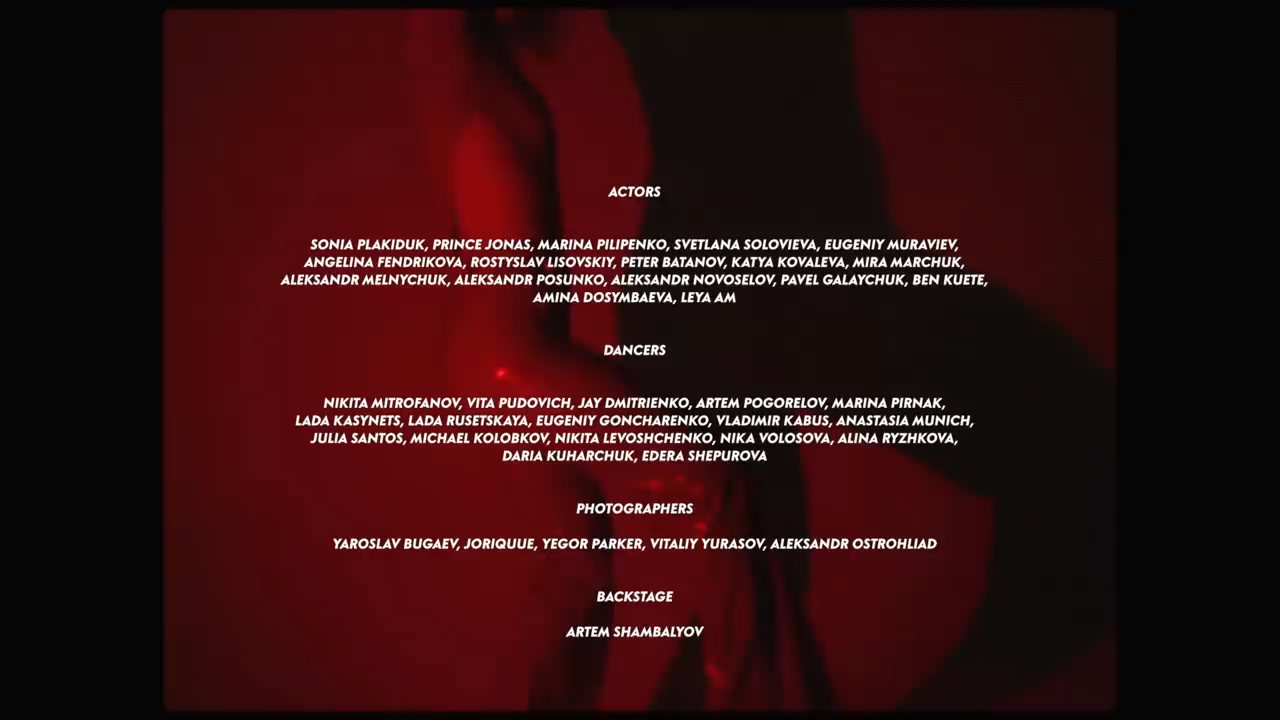 ACTORS
SONIA PLAKIDUK, PRINCE JONAS, MARINA PILIPENKO, SVETLANA SOLOVIEVA, EUGENIY MURAVIEV,
ANGELINA FENDRIKOVA, ROSTYSLAV LISOVSKIY, PETER BATANOV, KATYA KOVALEVA, MIRA MARCHUK,
ALEKSANDR MELNYCHUK, ALEKSANDR POSUNKO, ALEKSANDR NOVOSELOV, PAVEL GALAYCHUK, BEN KUETE,
AMINA DOSYMBAEVA, LEYA AM
DANCERS
NIKITA MITROFANOV, VITA PUDOVICH, JAY DMITRIENKO, ARTEM POGORELOV, MARINA PIRNAK,
LADA KASYNETS, LADA RUSETSKAYA, EUGENIY GONCHARENKO, VLADIMIR KABUS, ANASTASIA MUNICH,
JULIA SANTOS, MICHAEL KOLOBKOV, NIKITA LEVOSHCHENKO, NIKA VOLOSOVA, ALINA RYZHKOVA,
DARIA KUHARCHUK, EDERA SHEPUROVA
PHOTOGRAPHERS
YAROSLAV BUGAEV, JORIQUUE, YEGOR PARKER, VITALIY YURASOV, ALEKSANDR OSTROHLIAD
BACKSTAGE
ARTEM SHAMBALYOV